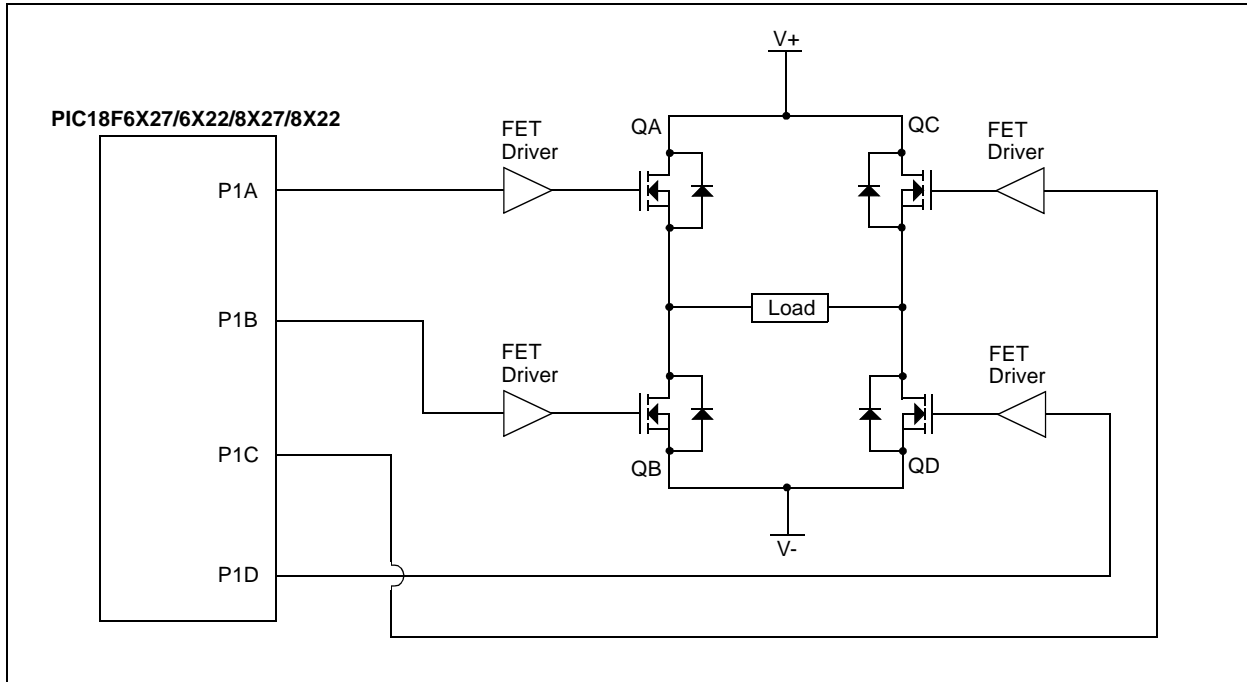 V+
PIC18F6X27/6X22/8X27/8X22
FET
Driver
QA
QC
FET
Driver
P1A
P1B
Load
FET
Driver
FET
Driver
P1C
QB
QD
V-
P1D